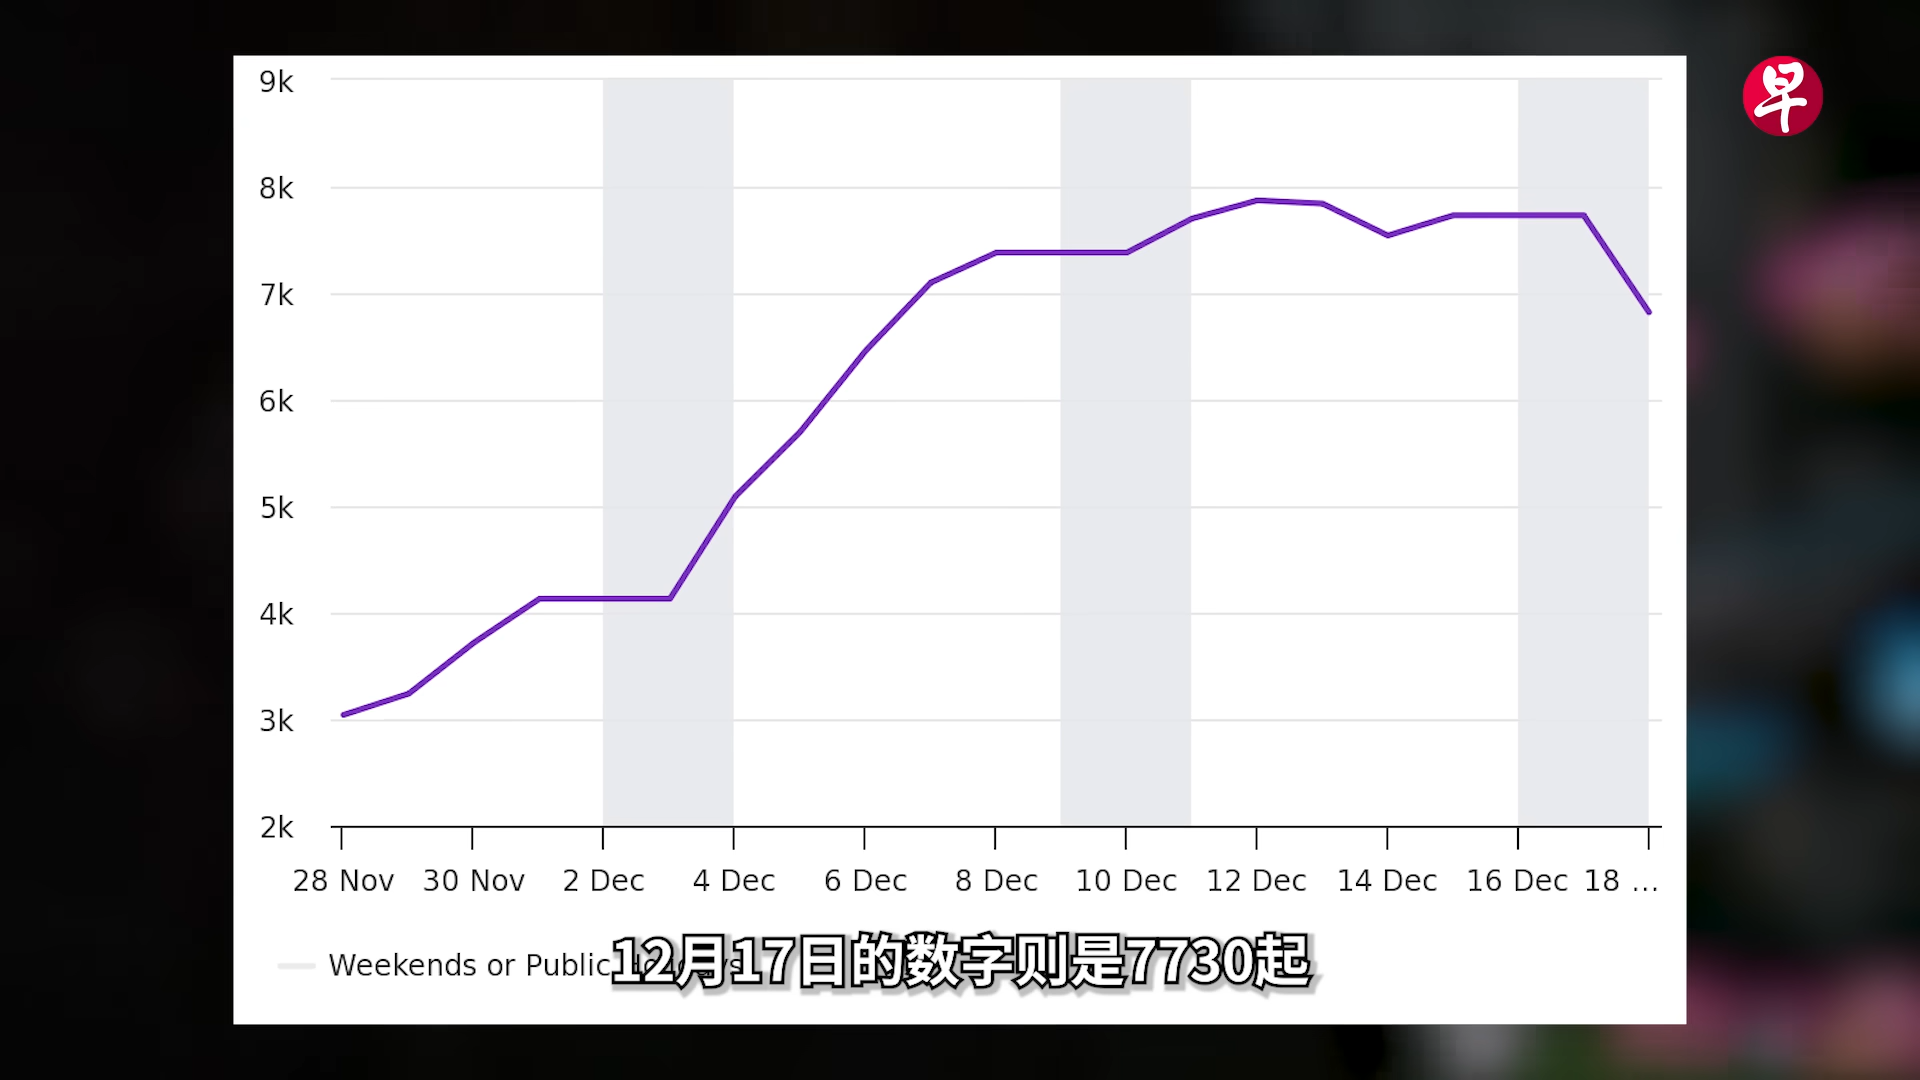 早
9k
8k
7k
6k
5k
4k
3k
2k
28 Nov 30 Nov 2 Dec 4 Dec 6 Dec 8 Dec 10 Dec 12 Dec 14 Dec 16 Dec 18 ...
Weekends or Public
12月17日的数字则是7730起